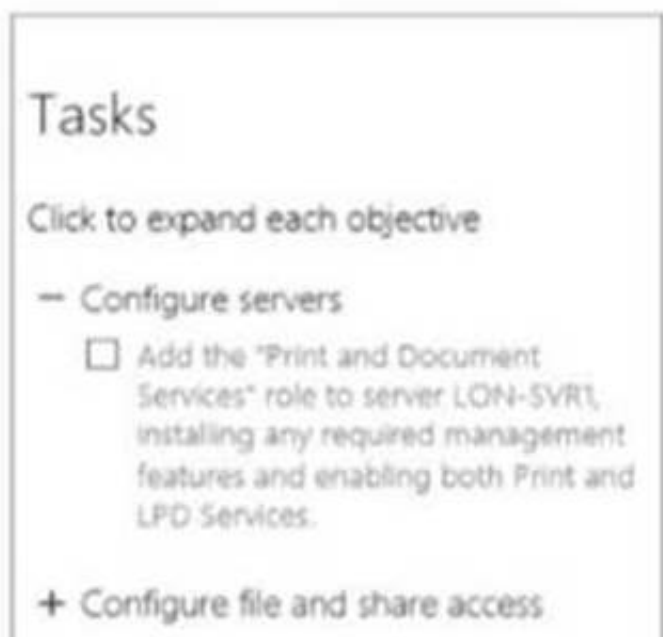 Tasks
Click to expand each objective
− Configure servers
Add the "Print and Document
Services" role to server LON-SVR1,
installing any required management
features and enabling both Print and
LPD Services.
+ Configure file and share access